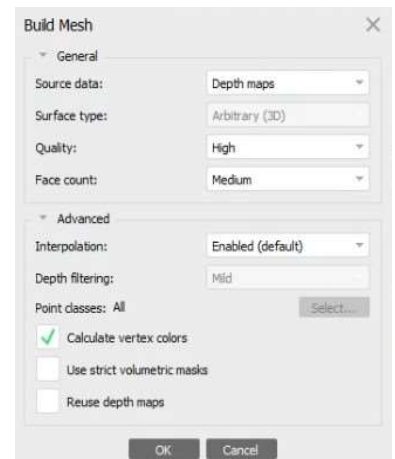 Build Mesh
General
Source data: Depth maps
Surface type: Arbitrary (3D)
Quality: High
Face count: Medium
Advanced
Interpolation: Enabled (default)
Depth filtering: Mild
Point classes: All Select...
Calculate vertex colors
Use strict volumetric masks
Reuse depth maps
OK Cancel